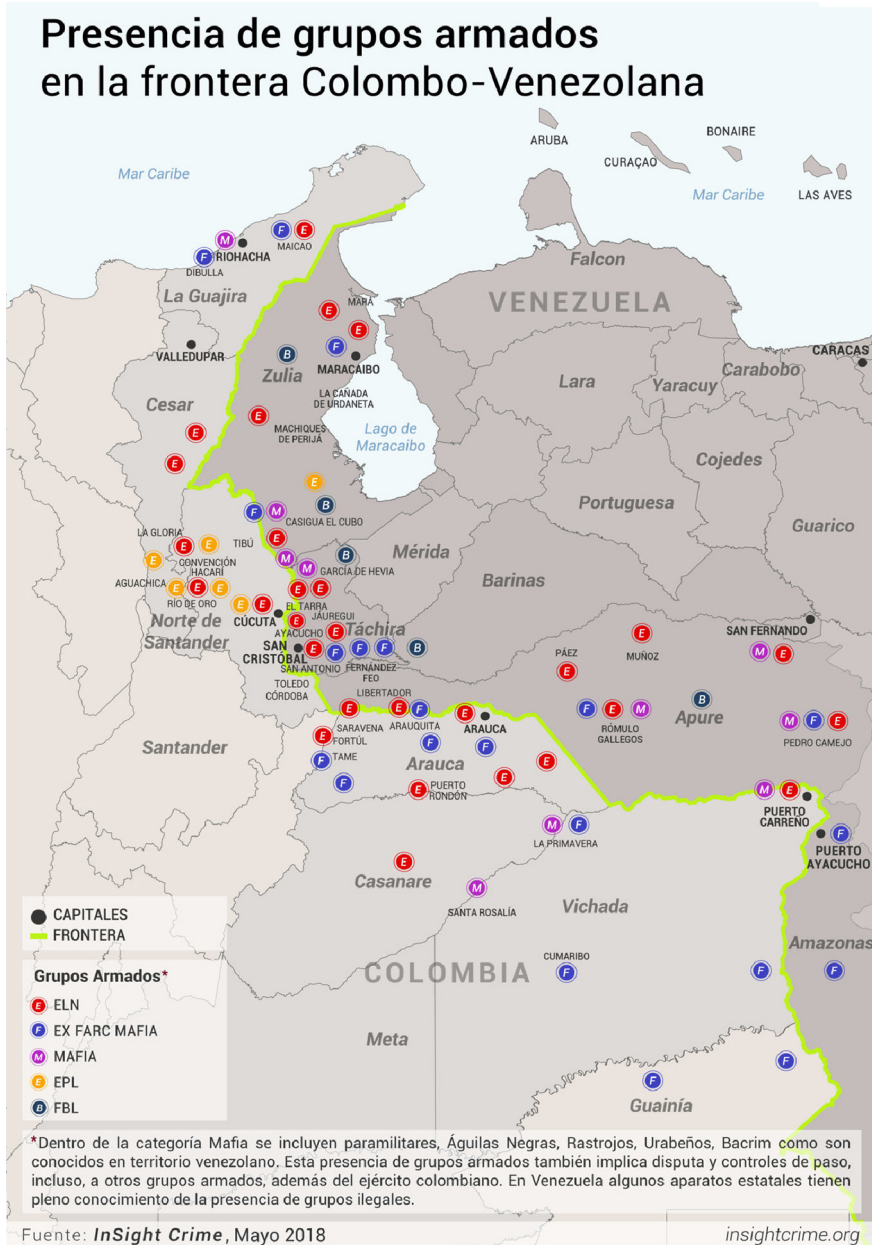 Presencia de grupos armados
en la frontera Colombo-Venezolana
ARUBA
BONAIRE
CURAÇAO
LAS AVES
Mar Caribe
Mar Caribe
M
RIOHACHA
F
E
MAICAO
F
DIBULLA
La Guajira
Falcon
VENEZUELA
E
MARÁ
E
F
MARACAIBO
B
Zulia
VALLEDUPAR
CARACAS
Carabobo
Yaracuy
Lara
LA CAÑADA
DE URDANETA
Cesar
E
E
E
MACHIQUES
DE PERIJÁ
Lago de
Maracaibo
Cojedes
Portuguesa
Guarico
E
B
F
M
CASIGUA EL CUBO
LA GLORIA
E
E
TIBÚ
E
Mérida
E
CONVENCIÓN
HACARÍ
M
M
B
GARCÍA DE HEVIA
Barinas
AGUACHICA
E
E
E
RÍO DE ORO
E
E
E
E
EL TARRA
Norte de
Santander
CÚCUTA
JÁUREGUI
E
AYACUCHO
E
Táchira
SAN
CRISTÓBAL
E
F
F
F
B
SAN ANTONIO
FERNÁNDEZ
FEO
TOLEDO
CÓRDOBA
LIBERTADOR
SAN FERNANDO
E
MUÑOZ
PÁEZ
E
M
E
F
E
M
RÓMULO
GALLEGOS
B
Apure
M
F
E
PEDRO CAMEJO
E
E
F
E
SARAVENA
ARAUQUITA
ARAUCA
E
FORTÚL
F
F
F
TAME
Arauca
E
E
F
E
PUERTO
RONDÓN
Santander
M
E
PUERTO
CARREÑO
M
F
LA PRIMAVERA
F
PUERTO
AYACUCHO
E
Casanare
M
SANTA ROSALÍA
Vichada
Amazonas
CUMARIBO
F
F
F
COLOMBIA
Meta
F
F
Guainía
CAPITALES
FRONTERA
Grupos Armados*
E ELN
F EX FARC MAFIA
M MAFIA
E EPL
B FBL
*Dentro de la categoría Mafia se incluyen paramilitares, Águilas Negras, Rastrojos, Urabeños, Bacrim como son
conocidos en territorio venezolano. Esta presencia de grupos armados también implica disputa y controles de paso,
incluso, a otros grupos armados, además del ejército colombiano. En Venezuela algunos aparatos estatales tienen
pleno conocimiento de la presencia de grupos ilegales.
Fuente: InSight Crime, Mayo 2018
insightcrime.org